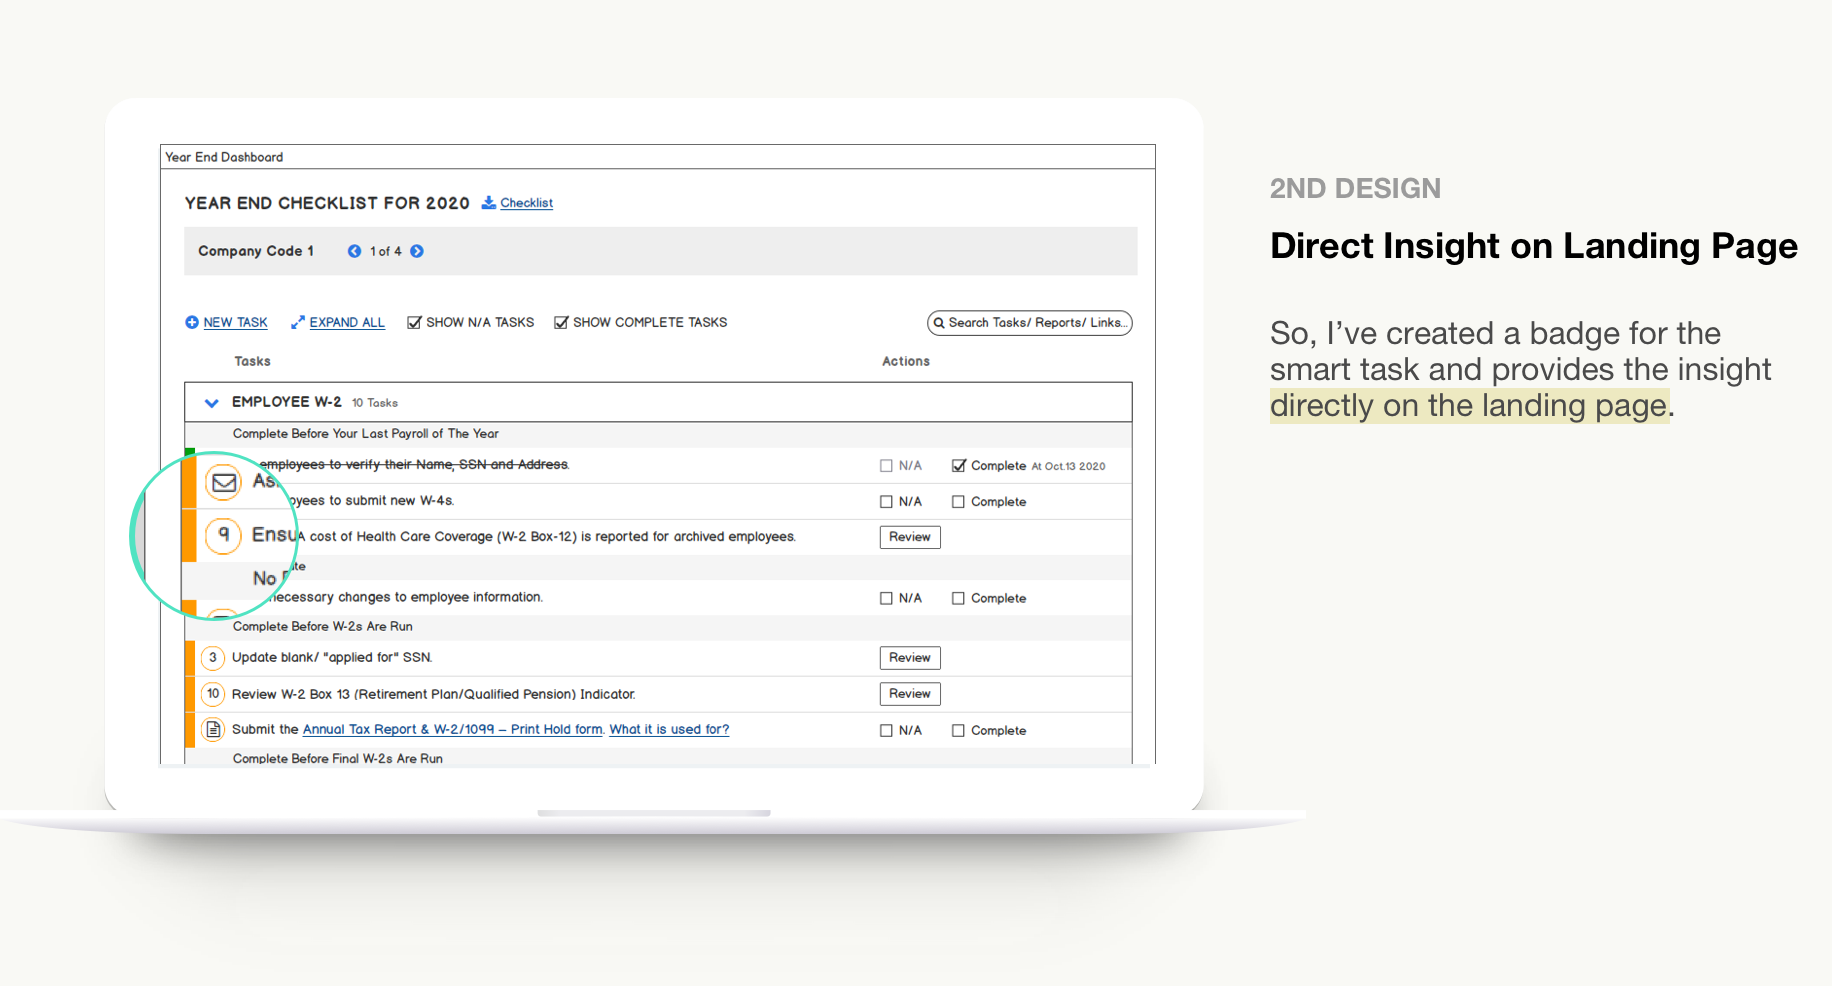 Year End Dashboard
YEAR END CHECKLIST FOR 2020 Checklist
Company Code 1 1 of 4
NEW TASK EXPAND ALL SHOW N/A TASKS SHOW COMPLETE TASKS Search Tasks/ Reports/ Links...
Tasks Actions
EMPLOYEE W-2 10 Tasks
Complete Before Your Last Payroll of The Year
employees to verify their Name, SSN and Address. N/A Complete At Oct.13 2020
to submit new W-4s. N/A Complete
9 cost of Health Care Coverage (W-2 Box-12) is reported for archived employees. Review
No
changes to employee information. N/A Complete
Complete Before W-2s Are Run
3 Update blank/ "applied for" SSN. Review
10 Review W-2 Box 13 (Retirement Plan/Qualified Pension) Indicator. Review
Submit the Annual Tax Report & W-2/1099 – Print Hold form. What it is used for? N/A Complete
Complete Before Final W-2s Are Run
2ND DESIGN
Direct Insight on Landing Page
So, I've created a badge for the
smart task and provides the insight
directly on the landing page.